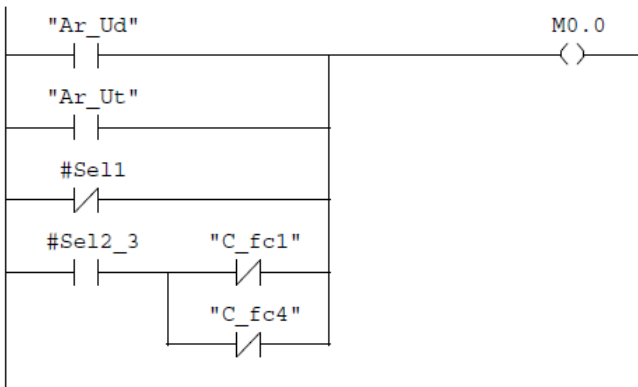 "Ar_Ud" M0.0
"Ar_Ut"
#Sel1
#Sel2_3 "C_fc1"
"C_fc4"